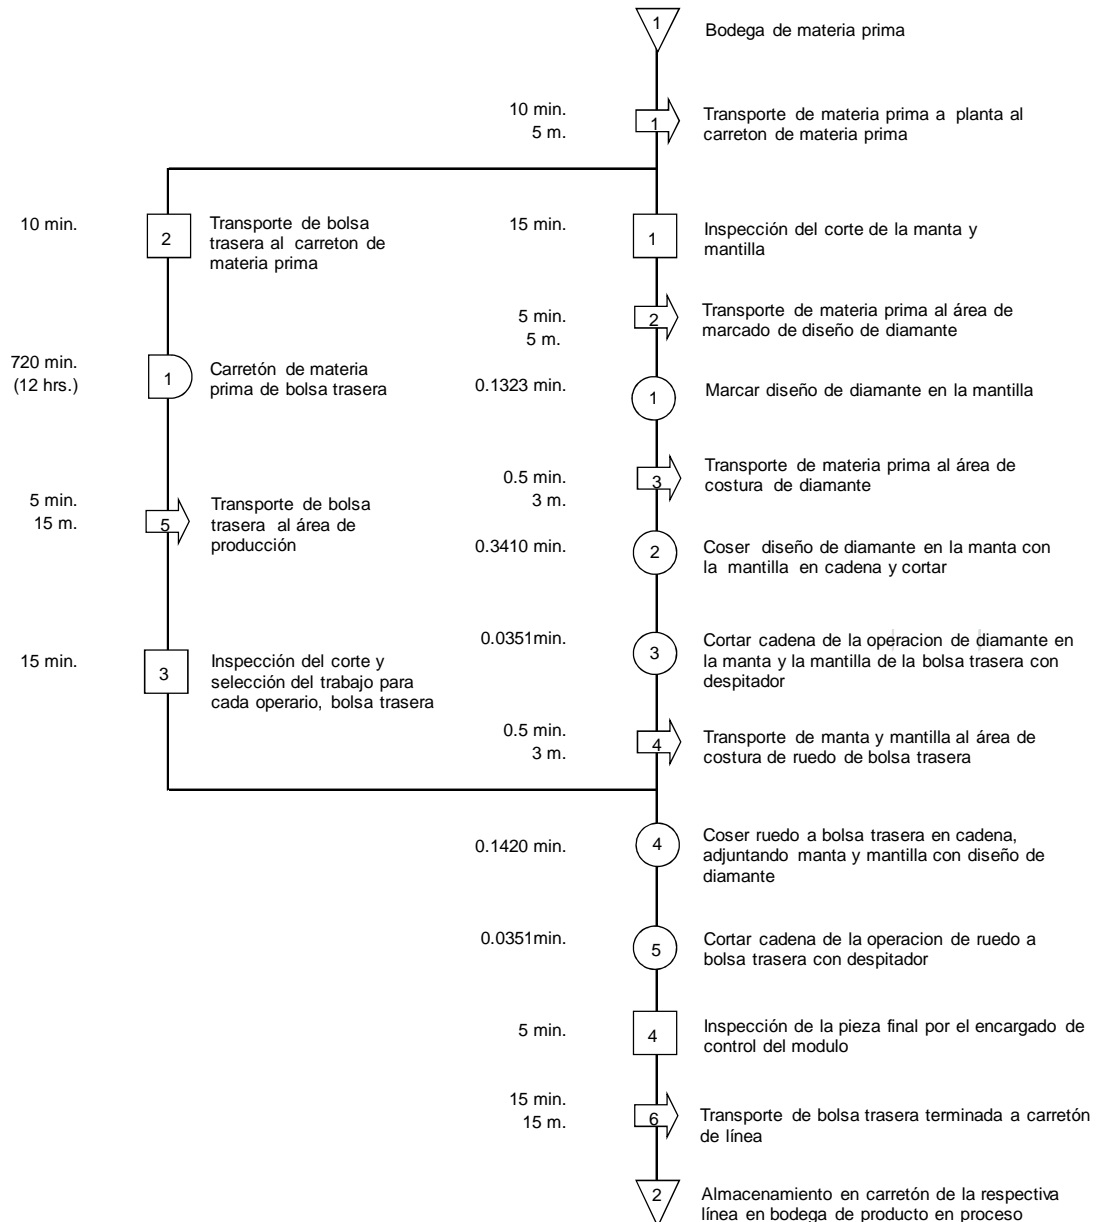 1
Bodega de materia prima
10 min.
5 m.
1
Transporte de materia prima a planta al
carreton de materia prima
10 min.
2
Transporte de bolsa
trasera al carreton de
materia prima
15 min.
1
Inspección del corte de la manta y
mantilla
5 min.
5 m.
2
Transporte de materia prima al área de
marcado de diseño de diamante
720 min.
(12 hrs.)
1
Carretón de materia
prima de bolsa trasera
0.1323 min.
1
Marcar diseño de diamante en la mantilla
0.5 min.
3 m.
3
Transporte de materia prima al área de
costura de diamante
5 min.
15 m.
5
Transporte de bolsa
trasera al área de
producción
0.3410 min.
2
Coser diseño de diamante en la manta con
la mantilla en cadena y cortar
0.0351min.
3
Cortar cadena de la operacion de diamante en
la manta y la mantilla de la bolsa trasera con
despitador
15 min.
3
Inspección del corte y
selección del trabajo para
cada operario, bolsa trasera
0.5 min.
3 m.
4
Transporte de manta y mantilla al área de
costura de ruedo de bolsa trasera
0.1420 min.
4
Coser ruedo a bolsa trasera en cadena,
adjuntando manta y mantilla con diseño de
diamante
0.0351min.
5
Cortar cadena de la operacion de ruedo a
bolsa trasera con despitador
5 min.
4
Inspección de la pieza final por el encargado de
control del modulo
15 min.
15 m.
6
Transporte de bolsa trasera terminada a carretón
de línea
2
Almacenamiento en carretón de la respectiva
línea en bodega de producto en proceso